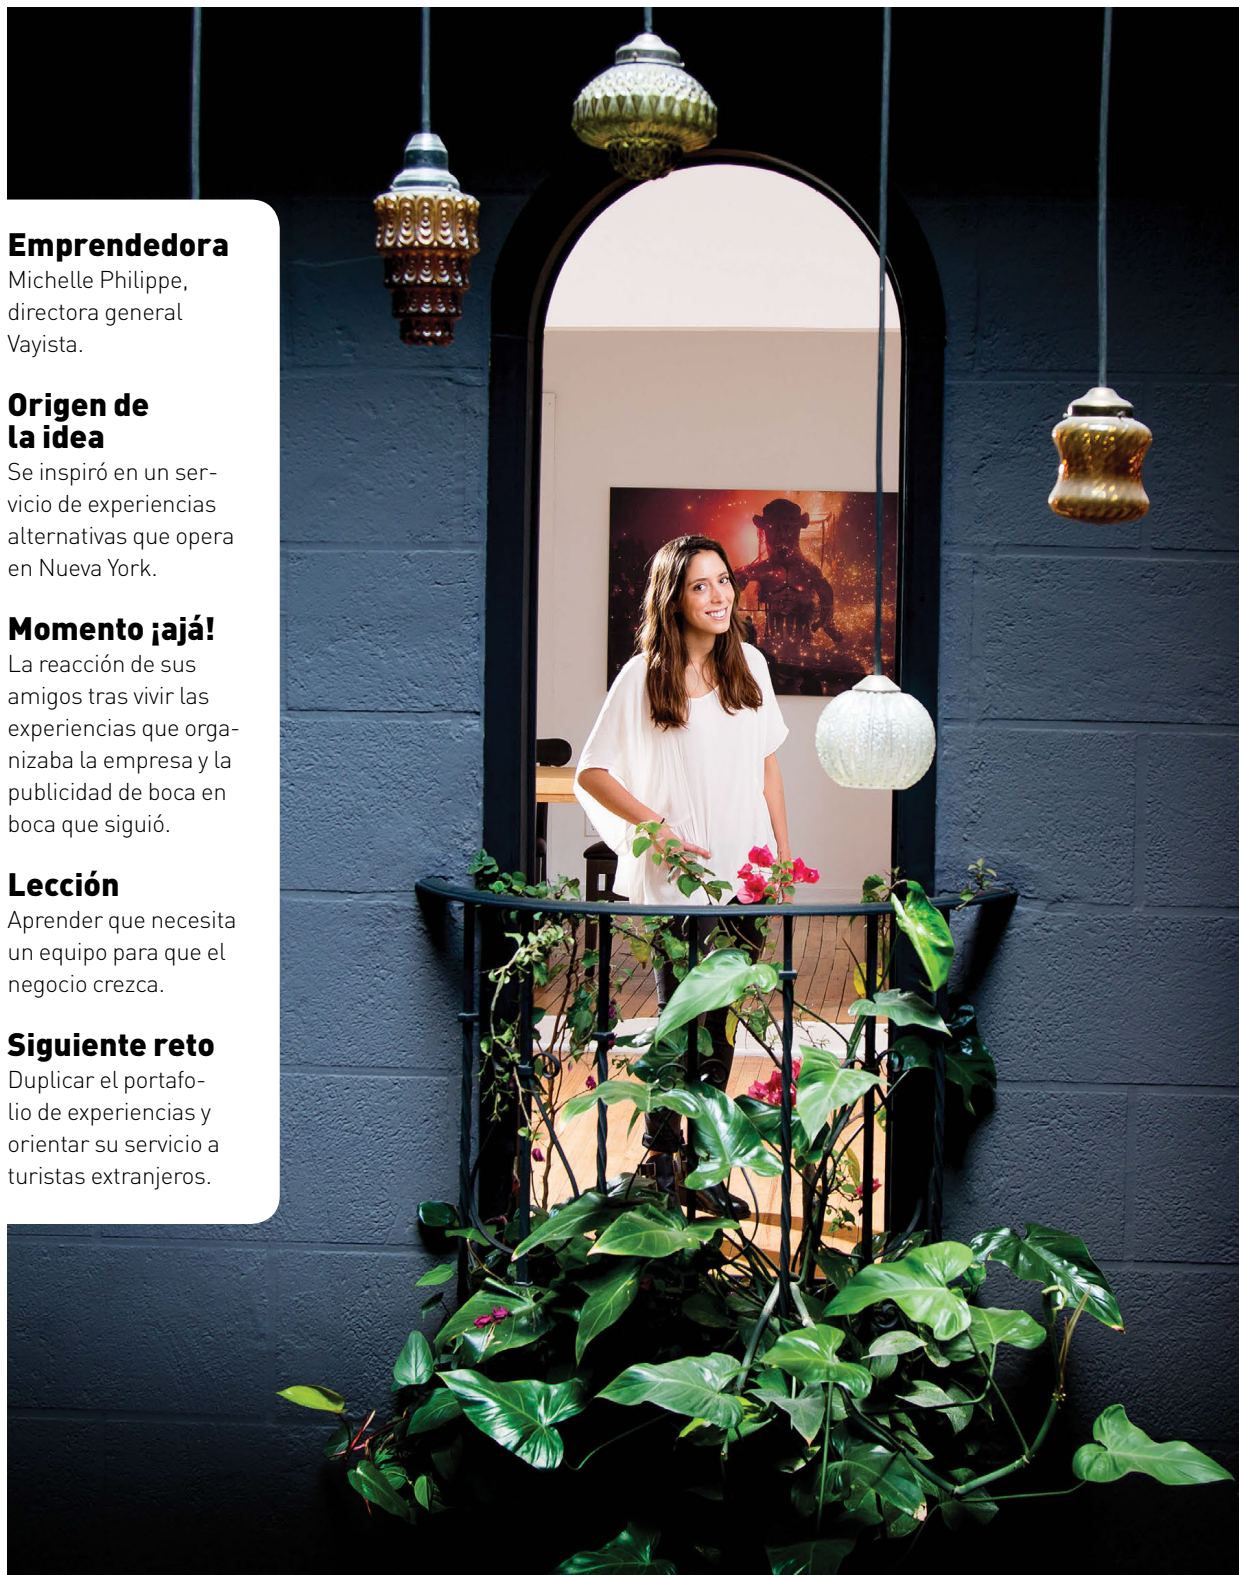 Emprendedora
Michelle Philippe,
directora general
Vayista.
Origen de
la idea
Se inspiró en un ser-
vicio de experiencias
alternativas que opera
en Nueva York.
Momento ¡ajá!
La reacción de sus
amigos tras vivir las
experiencias que orga-
nizaba la empresa y la
publicidad de boca en
boca que siguió.
Lección
Aprender que necesita
un equipo para que el
negocio crezca.
Siguiente reto
Duplicar el portafo-
lio de experiencias y
orientar su servicio a
turistas extranjeros.